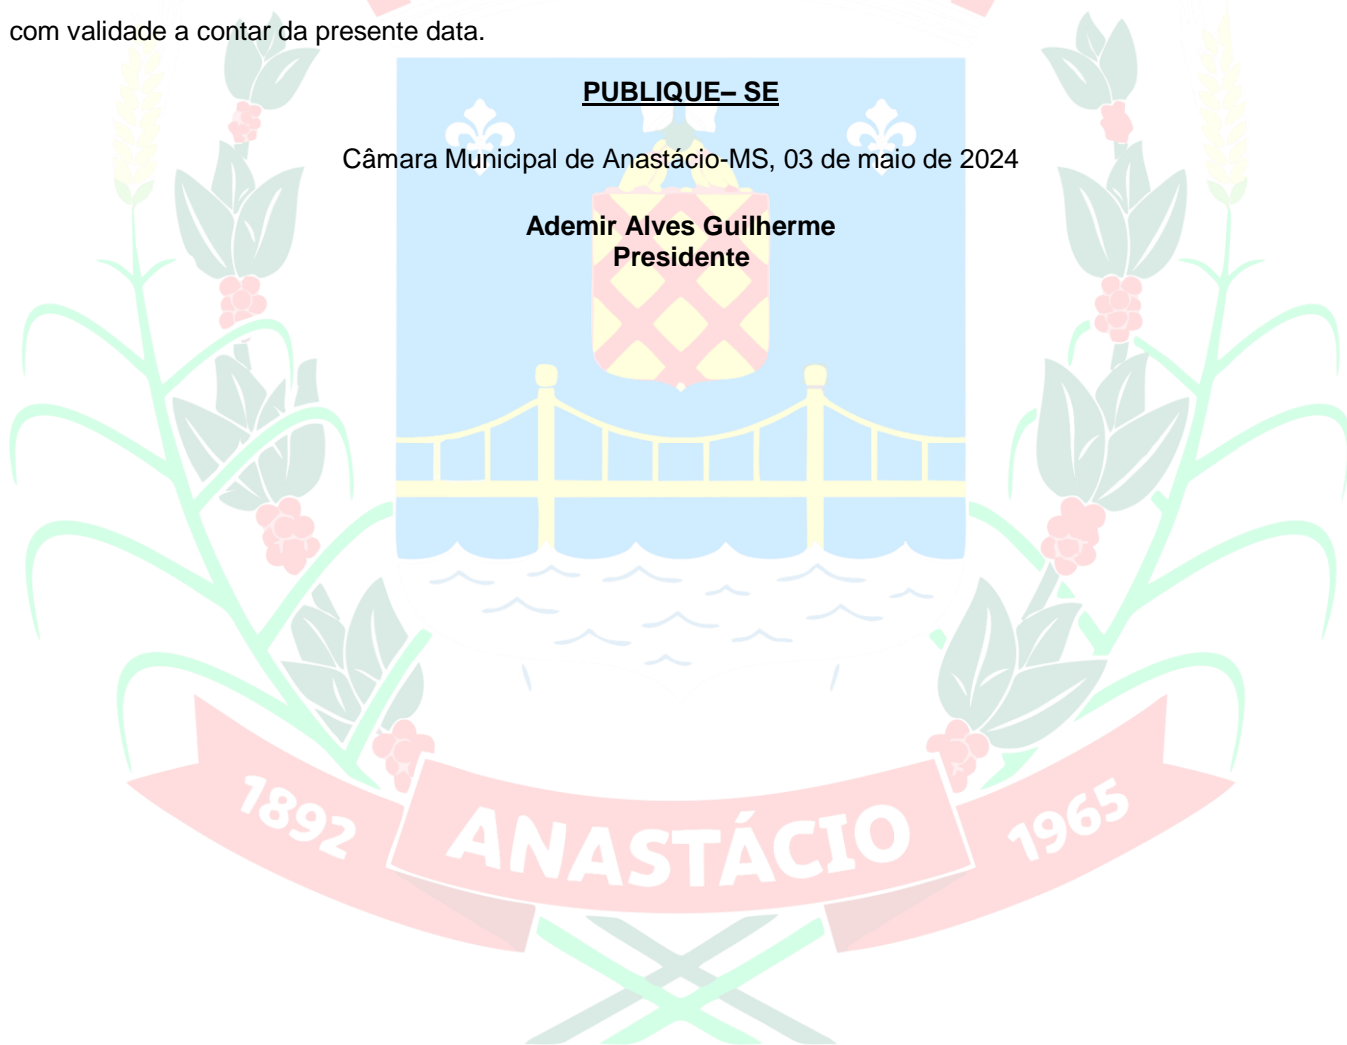 com validade a contar da presente data.
PUBLIQUE– SE
Câmara Municipal de Anastácio-MS, 03 de maio de 2024
Ademir Alves Guilherme
Presidente
1892 ANASTÁCIO 1965